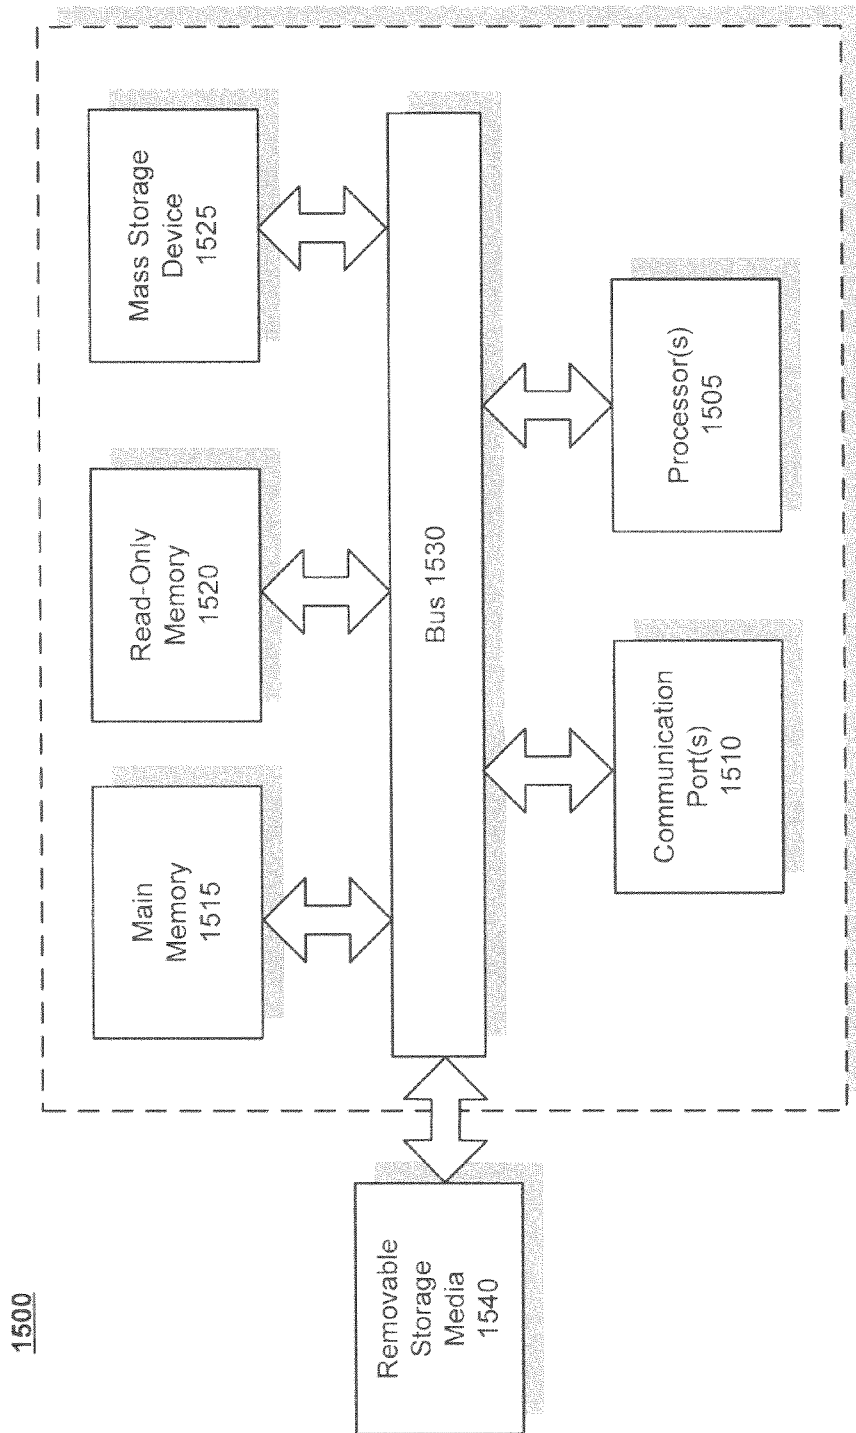 1500
Removable
Storage
Media
1540
Main
Memory
1515
Read-Only
Memory
1520
Mass Storage
Device
1525
Bus 1530
Communication
Port(s)
1510
Processor(s)
1505